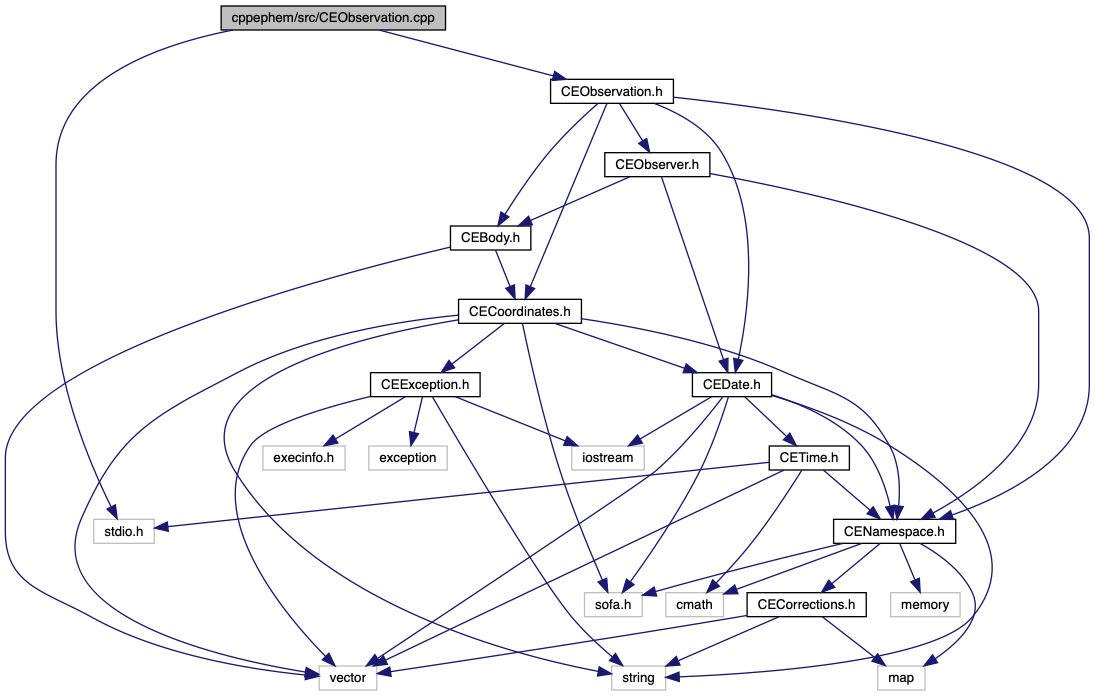 cppephem/src/CEObservation.cpp
CEObservation.h
CEObserver.h
CEBody.h
CECoordinates.h
CEException.h
CEDate.h
execinfo.h
exception
iostream
CETime.h
stdio.h
CENamespace.h
sofa.h
cmath
CECorrections.h
memory
vector
string
map